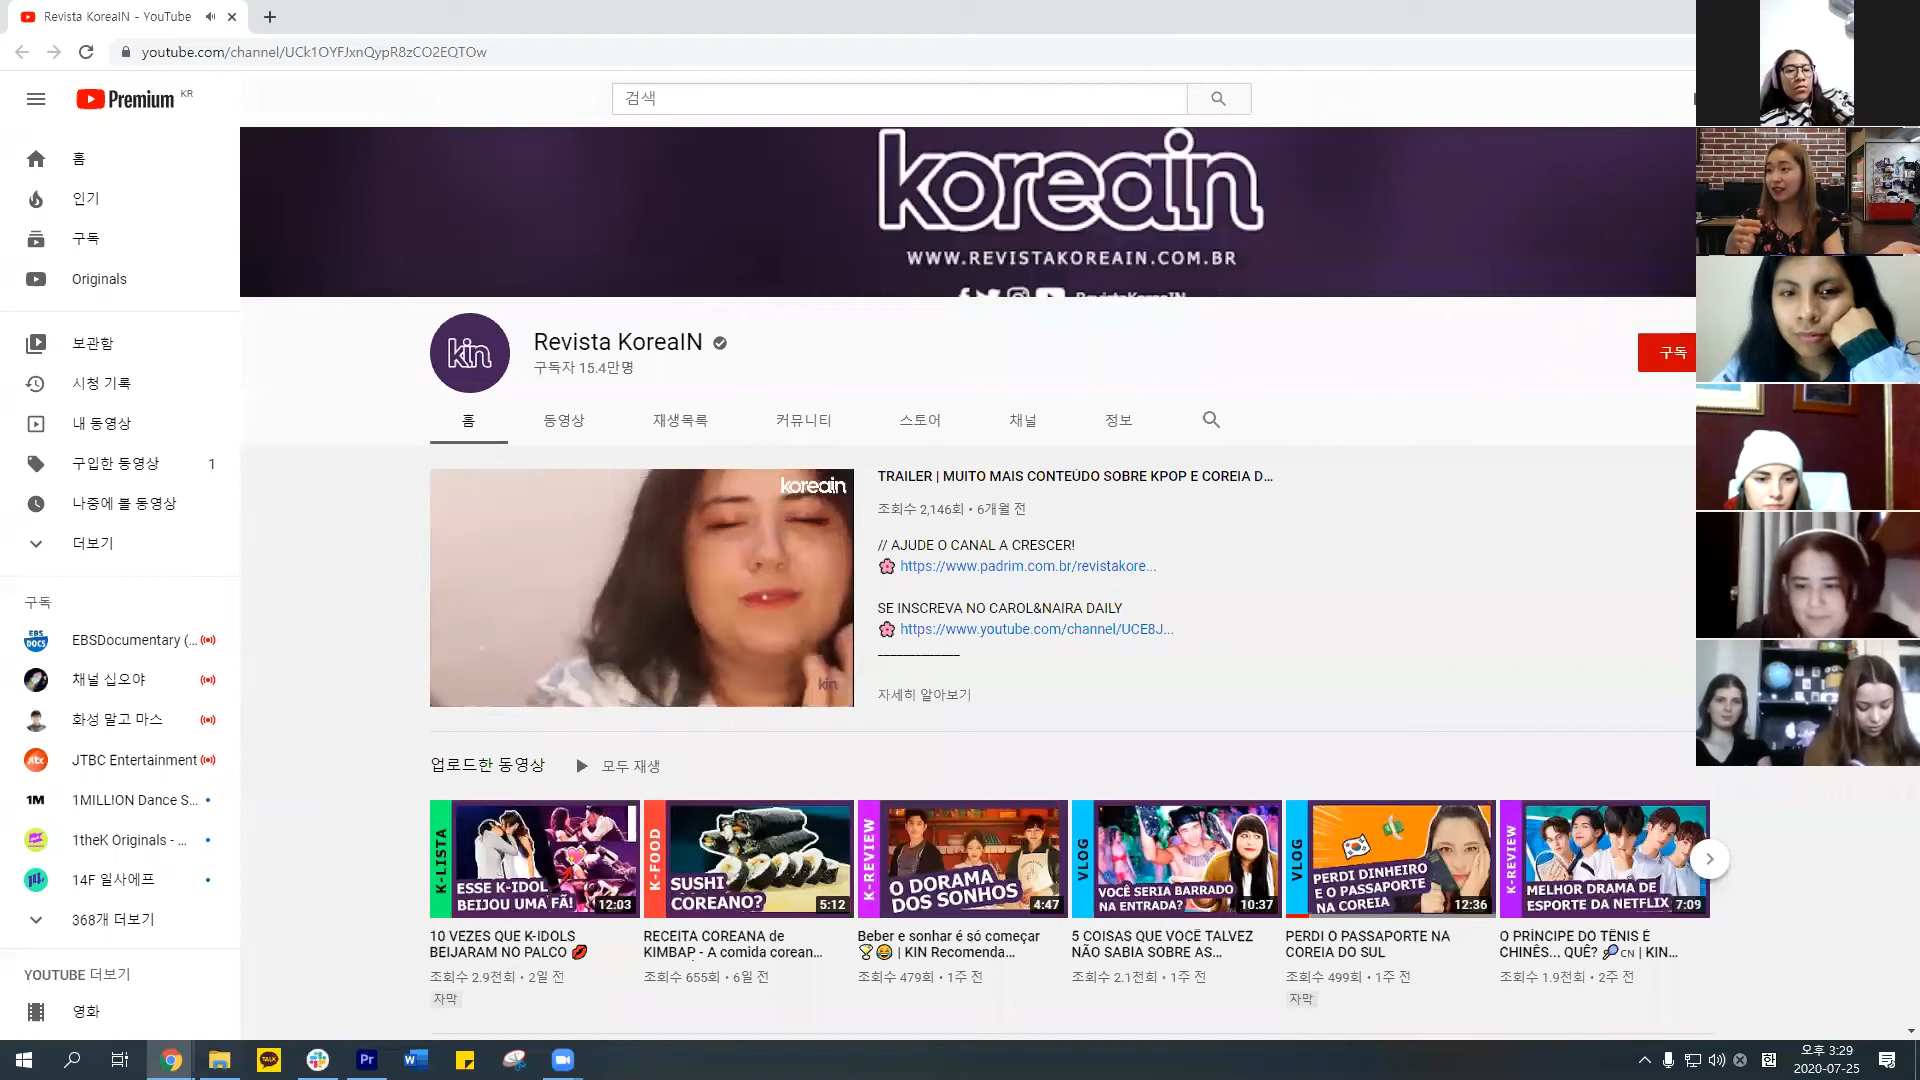 Revista KoreaIN - YouTube
youtube.com/channel/UCk1OYFJxnQypR8zCO2EQTOw
Premium KR
검색
홈
인기
구독
Originals
보관함
시청 기록
내 동영상
구입한 동영상 1
나중에 볼 동영상
더보기
구독
EBSDocumentary (...
채널 십오야
화성 말고 마스
JTBC Entertainment
1MILLION Dance S...
1theK Originals - ...
14F 일사에프
368개 더보기
YOUTUBE 더보기
영화
koreain
WWW.REVISTAKOREAIN.COM.BR
RevistaKoreaIN
kin
Revista KoreaIN
구독자 15.4만명
구독
홈 동영상 재생목록 커뮤니티 스토어 채널 정보
koreain
kin
TRAILER | MUITO MAIS CONTEÚDO SOBRE KPOP E COREIA D...
조회수 2,146회 • 6개월 전
// AJUDE O CANAL A CRESCER!
https://www.padrim.com.br/revistakore...
SE INSCREVA NO CAROL&NAIRA DAILY
https://www.youtube.com/channel/UCE8J...
______________
자세히 알아보기
업로드한 동영상 모두 재생
K-LISTA
ESSE K-IDOL
BEIJOU UMA FÃ!
12:03
10 VEZES QUE K-IDOLS
BEIJARAM NO PALCO 💋
조회수 2.9천회 • 2일 전
자막
K-FOOD
SUSHI
COREANO?
5:12
RECEITA COREANA de
KIMBAP - A comida corean...
조회수 655회 • 6일 전
K-REVIEW
O DORAMA
DOS SONHOS
4:47
Beber e sonhar é só começar
🏆😂 | KIN Recomenda...
조회수 479회 • 1주 전
VLOG
VOCÊ SERIA BARRADO
NA ENTRADA?
10:37
5 COISAS QUE VOCÊ TALVEZ
NÃO SABIA SOBRE AS...
조회수 2.1천회 • 1주 전
VLOG
PERDI DINHEIRO
E O PASSAPORTE
NA COREIA
12:36
PERDI O PASSAPORTE NA
COREIA DO SUL
조회수 499회 • 1주 전
자막
K-REVIEW
MELHOR DRAMA DE
ESPORTE DA NETFLIX
7:09
O PRÍNCIPE DO TÊNIS É
CHINÊS... QUÊ? 🎾🇨🇳 | KIN...
조회수 1.9천회 • 2주 전
오후 3:29
2020-07-25